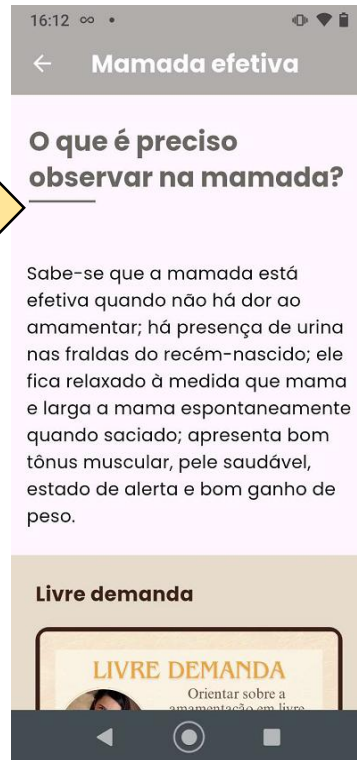 16:12
Mamada efetiva
O que é preciso
observar na mamada?
Sabe-se que a mamada está
efetiva quando não há dor ao
amamentar; há presença de urina
nas fraldas do recém-nascido; ele
fica relaxado à medida que mama
e larga a mama espontaneamente
quando saciado; apresenta bom
tônus muscular, pele saudável,
estado de alerta e bom ganho de
peso.
Livre demanda
LIVRE DEMANDA
Orientar sobre a
amamentação em livre